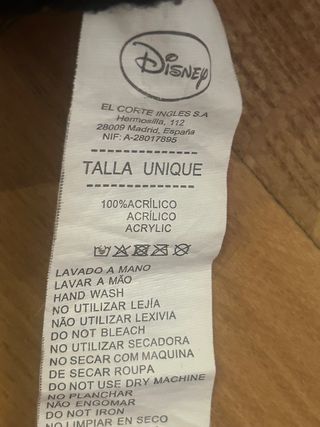 Disney
EL CORTE INGLES S.A
Hermosilla, 112
28009 Madrid, España
NIF: A-28017895
TALLA UNIQUE
100%ACRÍLICO
ACRÍLICO
ACRYLIC
LAVADO A MANO
LAVAR A MÃO
HAND WASH
NO UTILIZAR LEJÍA
NÃO UTILIZAR LEXIVIA
DO NOT BLEACH
NO UTILIZAR SECADORA
NO SECAR COM MAQUINA
DE SECAR ROUPA
DO NOT USE DRY MACHINE
NO PLANCHAR
NÃO ENGOMAR
DO NOT IRON
NO LIMPIAR EN SECO